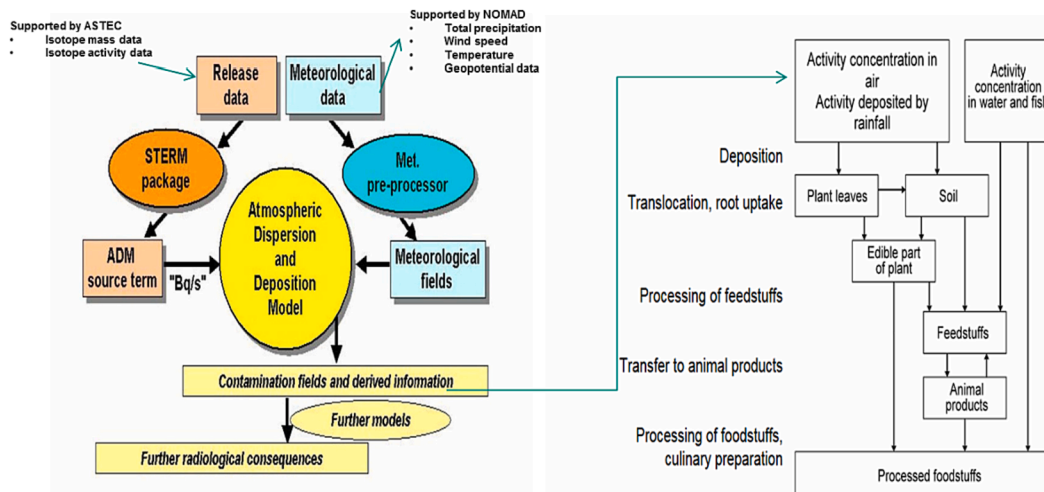 Supported by ASTEC
• Isotope mass data
• Isotope activity data
Supported by NOMAD
• Total precipitation
• Wind speed
• Temperature
• Geopotential data
Release
data
Meteorological
data
STERM
package
Met.
pre-processor
Atmospheric
Dispersion
and
Deposition
Model
ADM
source term
"Bq/s"
Meteorological
fields
Contamination fields and derived information
Further models
Further radiological consequences
Activity concentration in
air
Activity deposited by
rainfall
Activity
concentration
in water and fish
Deposition
Plant leaves
Soil
Translocation, root uptake
Edible part
of plant
Processing of feedstuffs
Feedstuffs
Transfer to animal products
Animal
products
Processing of foodstuffs,
culinary preparation
Processed foodstuffs